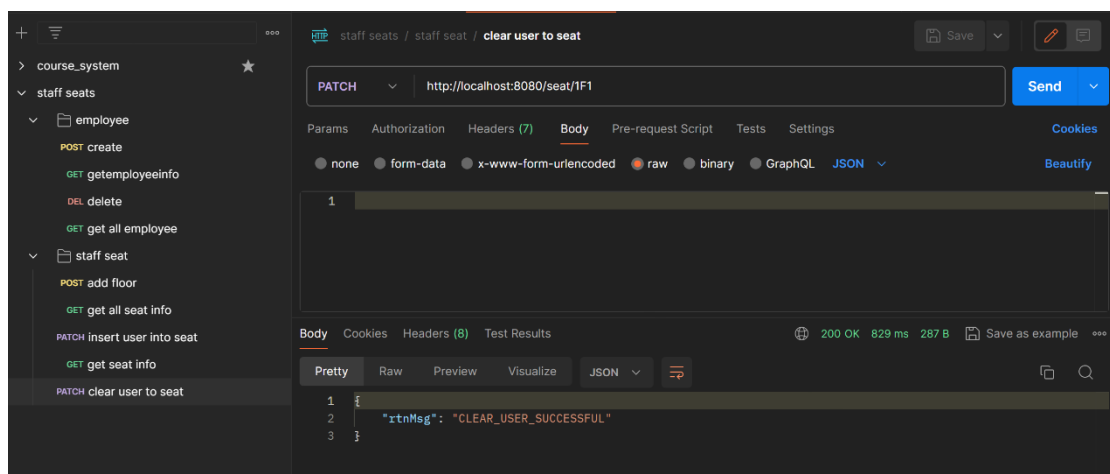 staff seats / staff seat / clear user to seat
Save
course_system
staff seats
employee
POST create
GET getemployeeinfo
DEL delete
GET get all employee
staff seat
POST add floor
GET get all seat info
PATCH insert user into seat
GET get seat info
PATCH clear user to seat
PATCH http://localhost:8080/seat/1F1 Send
Params Authorization Headers (7) Body Pre-request Script Tests Settings Cookies
none form-data x-www-form-urlencoded raw binary GraphQL JSON Beautify
1
Body Cookies Headers (8) Test Results 200 OK 829 ms 287 B Save as example
Pretty Raw Preview Visualize JSON
1 {
2 "rtnMsg": "CLEAR_USER_SUCCESSFUL"
3 }